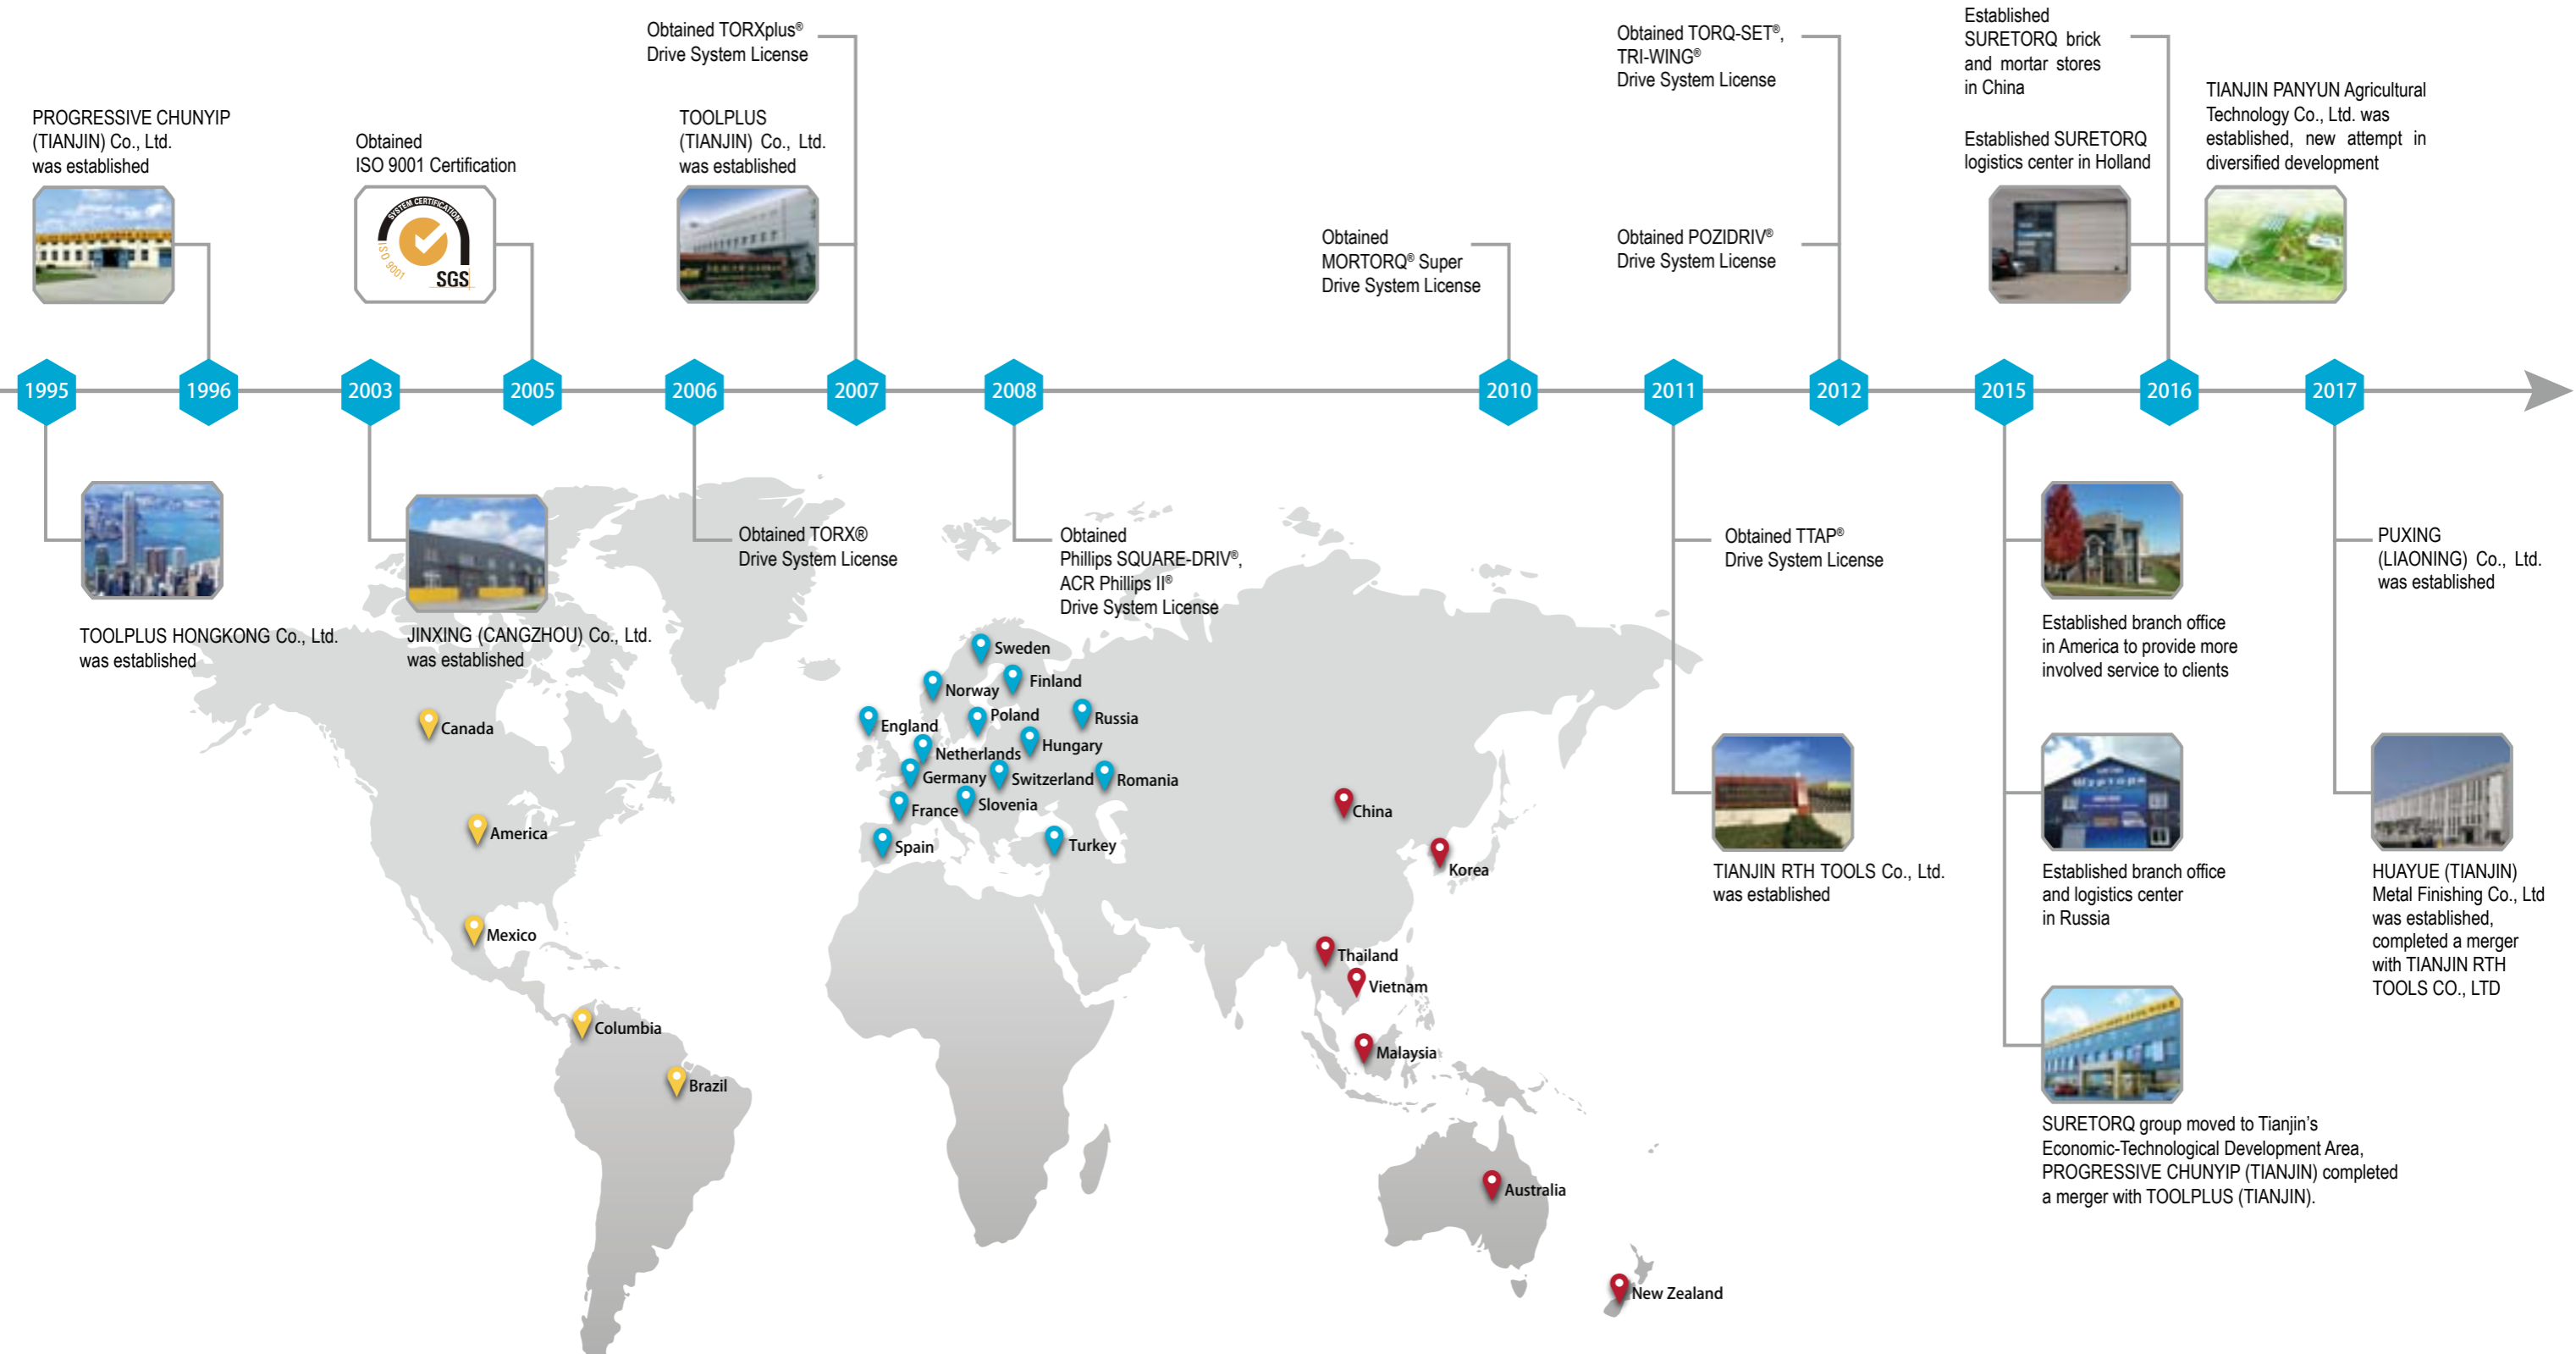 Obtained TORXplus®
Drive System License
Obtained TORQ-SET®,
TRI-WING®
Drive System License
Established
SURETORQ brick
and mortar stores
in China
PROGRESSIVE CHUNYIP
(TIANJIN) Co., Ltd.
was established
Obtained
ISO 9001 Certification
TOOLPLUS
(TIANJIN) Co., Ltd.
was established
Established SURETORQ
logistics center in Holland
TIANJIN PANYUN Agricultural
Technology Co., Ltd. was
established, new attempt in
diversified development
SYSTEM CERTIFICATION
ISO 9001
SGS
Obtained
MORTORQ® Super
Drive System License
Obtained POZIDRIV®
Drive System License
1995
1996
2003
2005
2006
2007
2008
2010
2011
2012
2015
2016
2017
TOOLPLUS HONGKONG Co., Ltd.
was established
JINXING (CANGZHOU) Co., Ltd.
was established
Obtained TORX®
Drive System License
Obtained
Phillips SQUARE-DRIV®,
ACR Phillips II®
Drive System License
Obtained TTAP®
Drive System License
TIANJIN RTH TOOLS Co., Ltd.
was established
Established branch office
in America to provide more
involved service to clients
Established branch office
and logistics center
in Russia
SURETORQ group moved to Tianjin's
Economic-Technological Development Area,
PROGRESSIVE CHUNYIP (TIANJIN) completed
a merger with TOOLPLUS (TIANJIN).
PUXING
(LIAONING) Co., Ltd.
was established
HUAYUE (TIANJIN)
Metal Finishing Co., Ltd
was established,
completed a merger
with TIANJIN RTH
TOOLS CO., LTD
Canada
America
Mexico
Columbia
Brazil
Sweden
Finland
Norway
Poland
Russia
England
Hungary
Netherlands
Germany
Switzerland
Romania
France
Slovenia
Spain
Turkey
China
Korea
Thailand
Vietnam
Malaysia
Australia
New Zealand